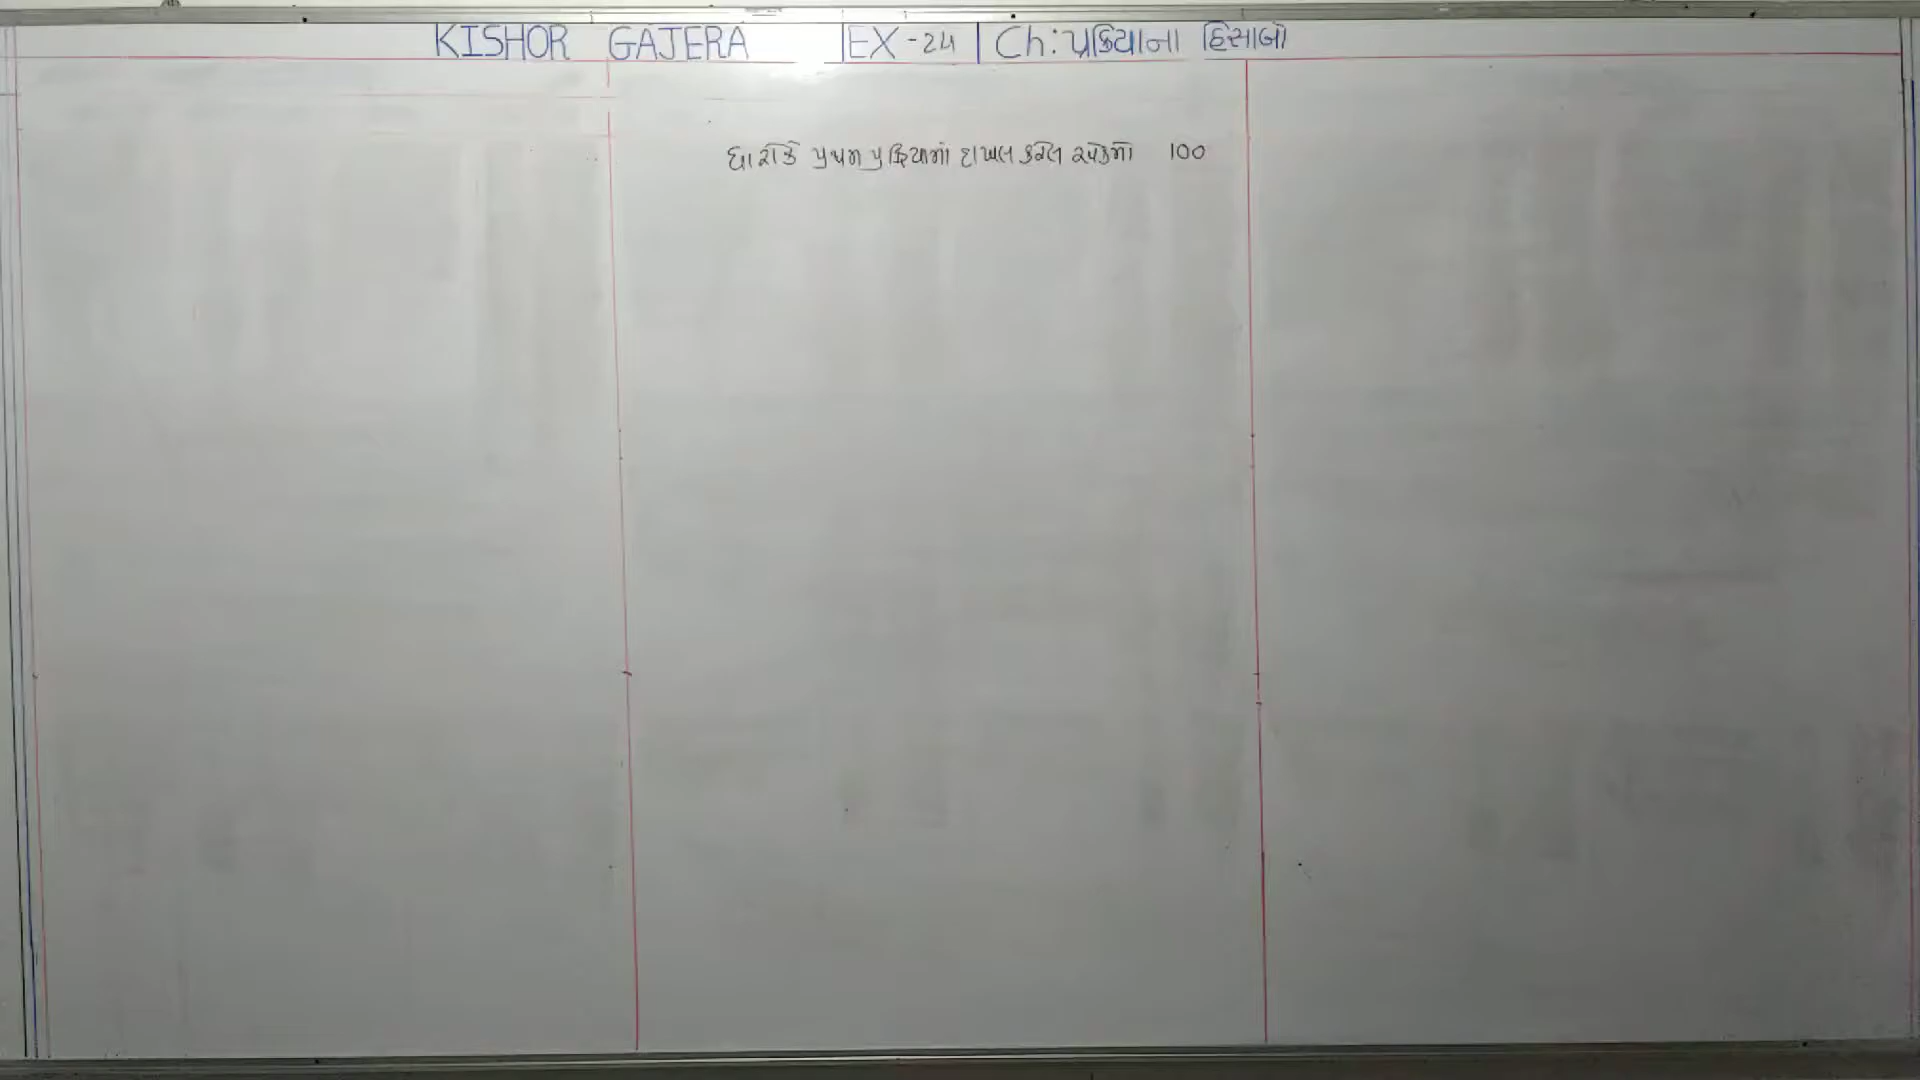 KISHOR GAJERA | EX-24 | Ch: પ્રક્રિયાના હિસાબો
ધારોકે પ્રથમ પ્રક્રિયામાં દાખલ કરેલ એકમો 100